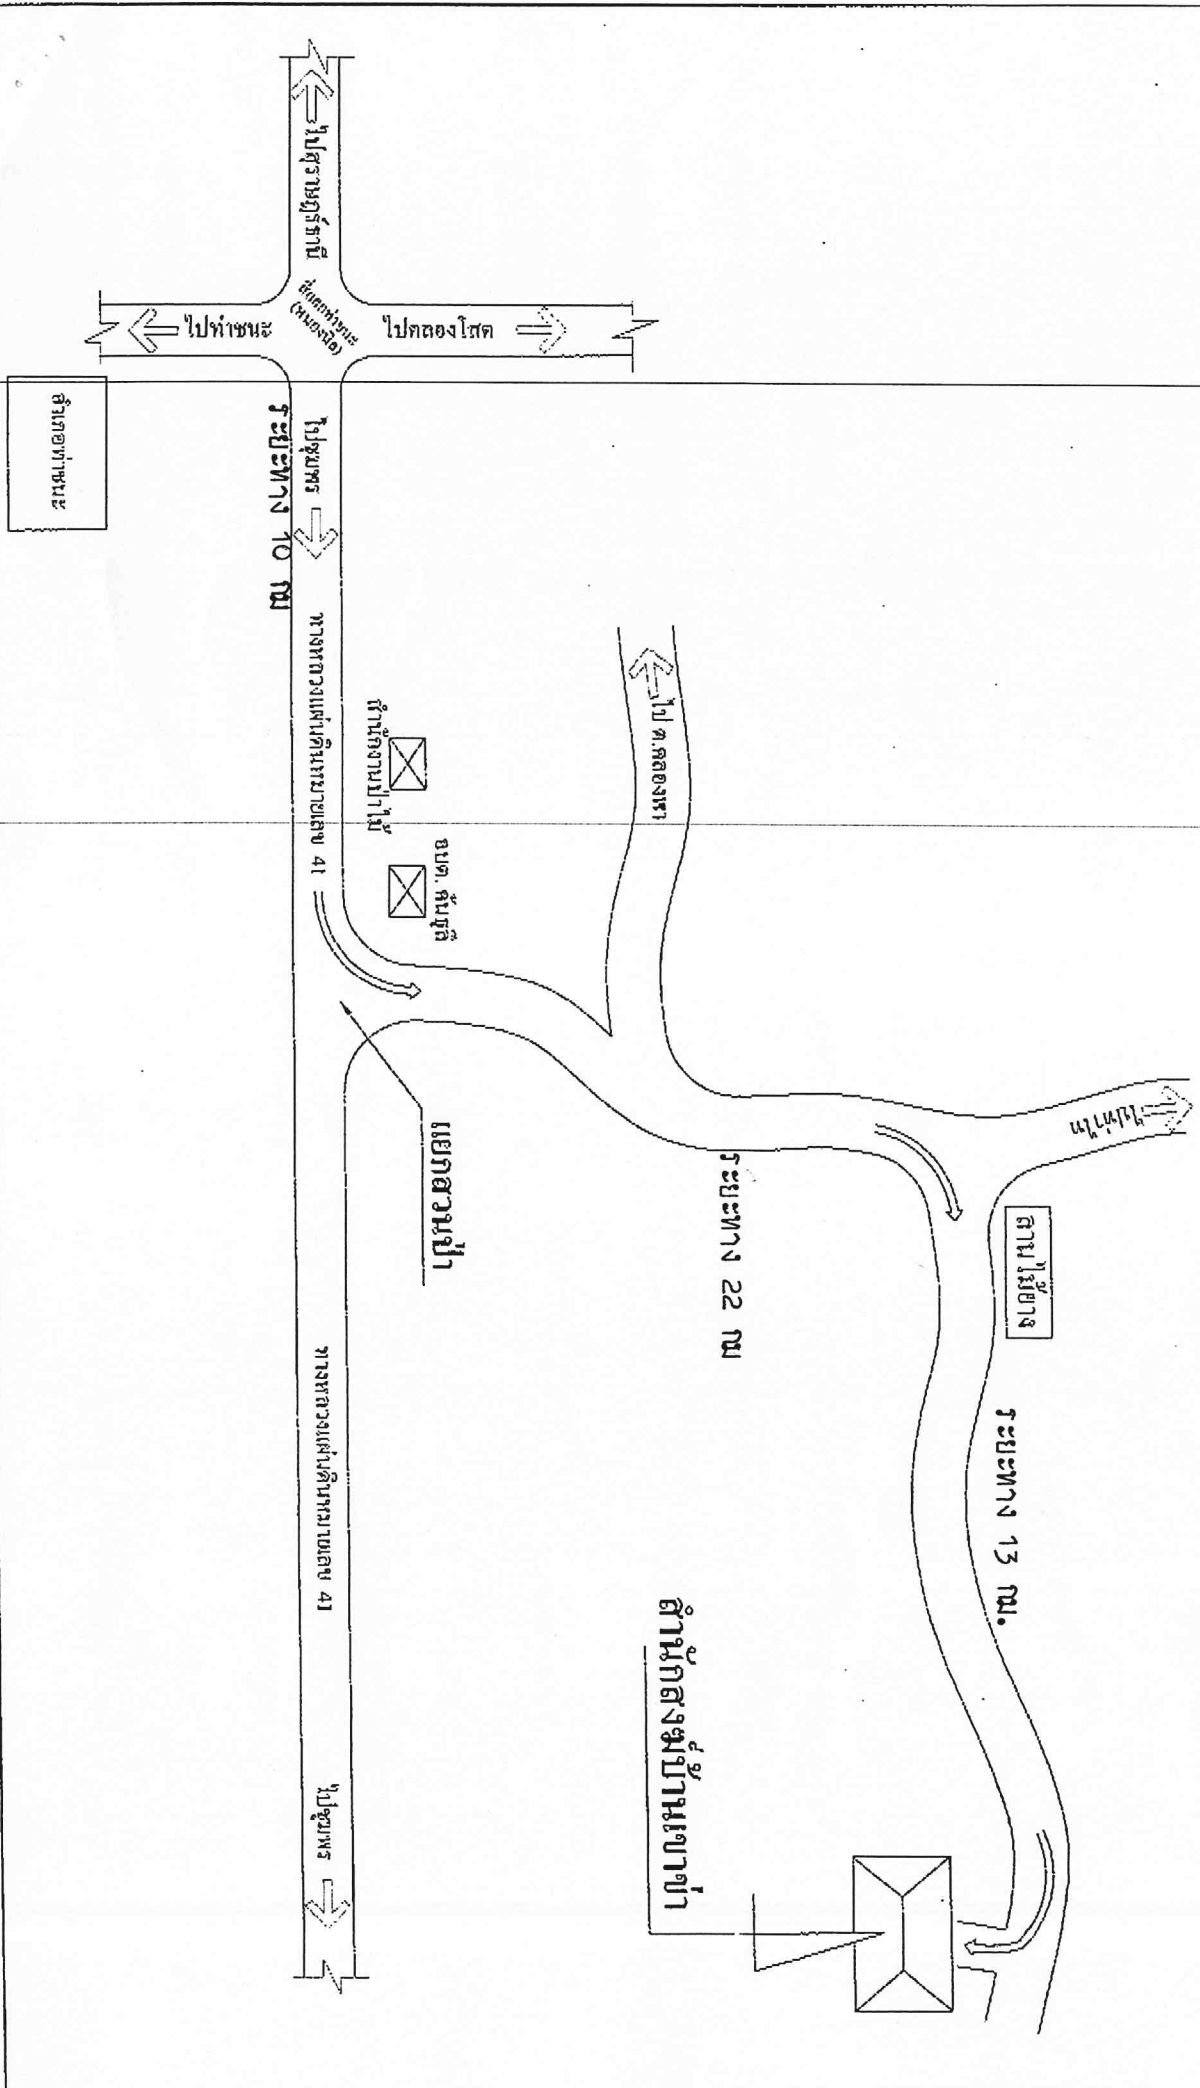 ไปสุราษฎร์ธานี
สี่แยกท่าชนะ
(หนองนิล)
ไปท่าชนะ
ไปคลองโสด
อำเภอท่าชนะ
ไปชุมพร
ระยะทาง 10 กม
ทางหลวงแผ่นดินหมายเลข 41
สำนักงานป่าไม้
อบต. คันธุลี
ไป ต.คลองพา
แยกสวนป่า
ไปท่าไท
ระยะทาง 22 กม
สามไม้ยาง
ระยะทาง 13 กม.
ทางหลวงแผ่นดินหมายเลข 41
ไปชุมพร
สำนักสงฆ์บ้านเขาขำ